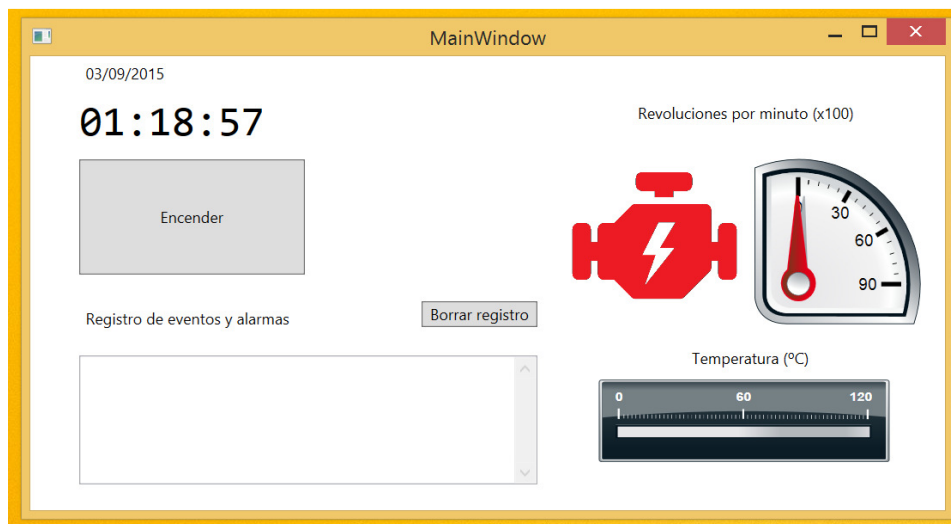 MainWindow
03/09/2015
01:18:57
Revoluciones por minuto (x100)
Encender
30
60
90
Registro de eventos y alarmas
Borrar registro
Temperatura (ºC)
0 60 120